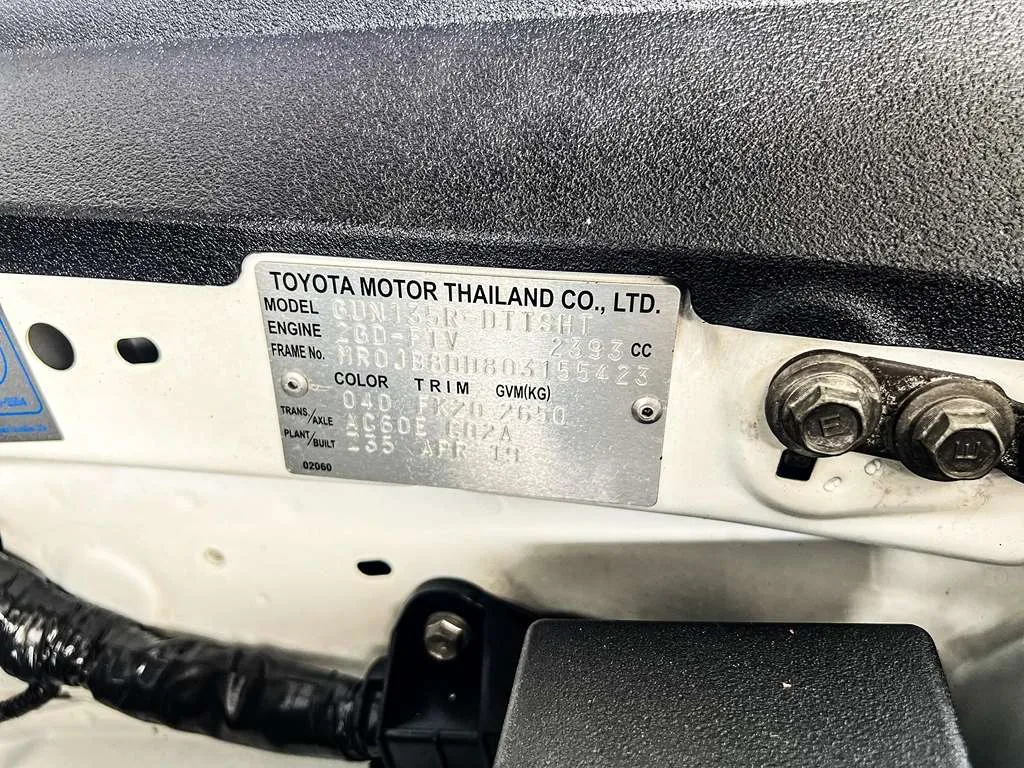 TOYOTA MOTOR THAILAND CO., LTD.
MODEL GUN135R-DTTSHT
ENGINE 2GD-FTV 2393 CC
FRAME No. MR0JB8DD803155423
COLOR TRIM GVM(KG)
040 FK20 2650
TRANS./AXLE AC60E G02A
PLANT/BUILT Z35 APR 19
02060
E
E